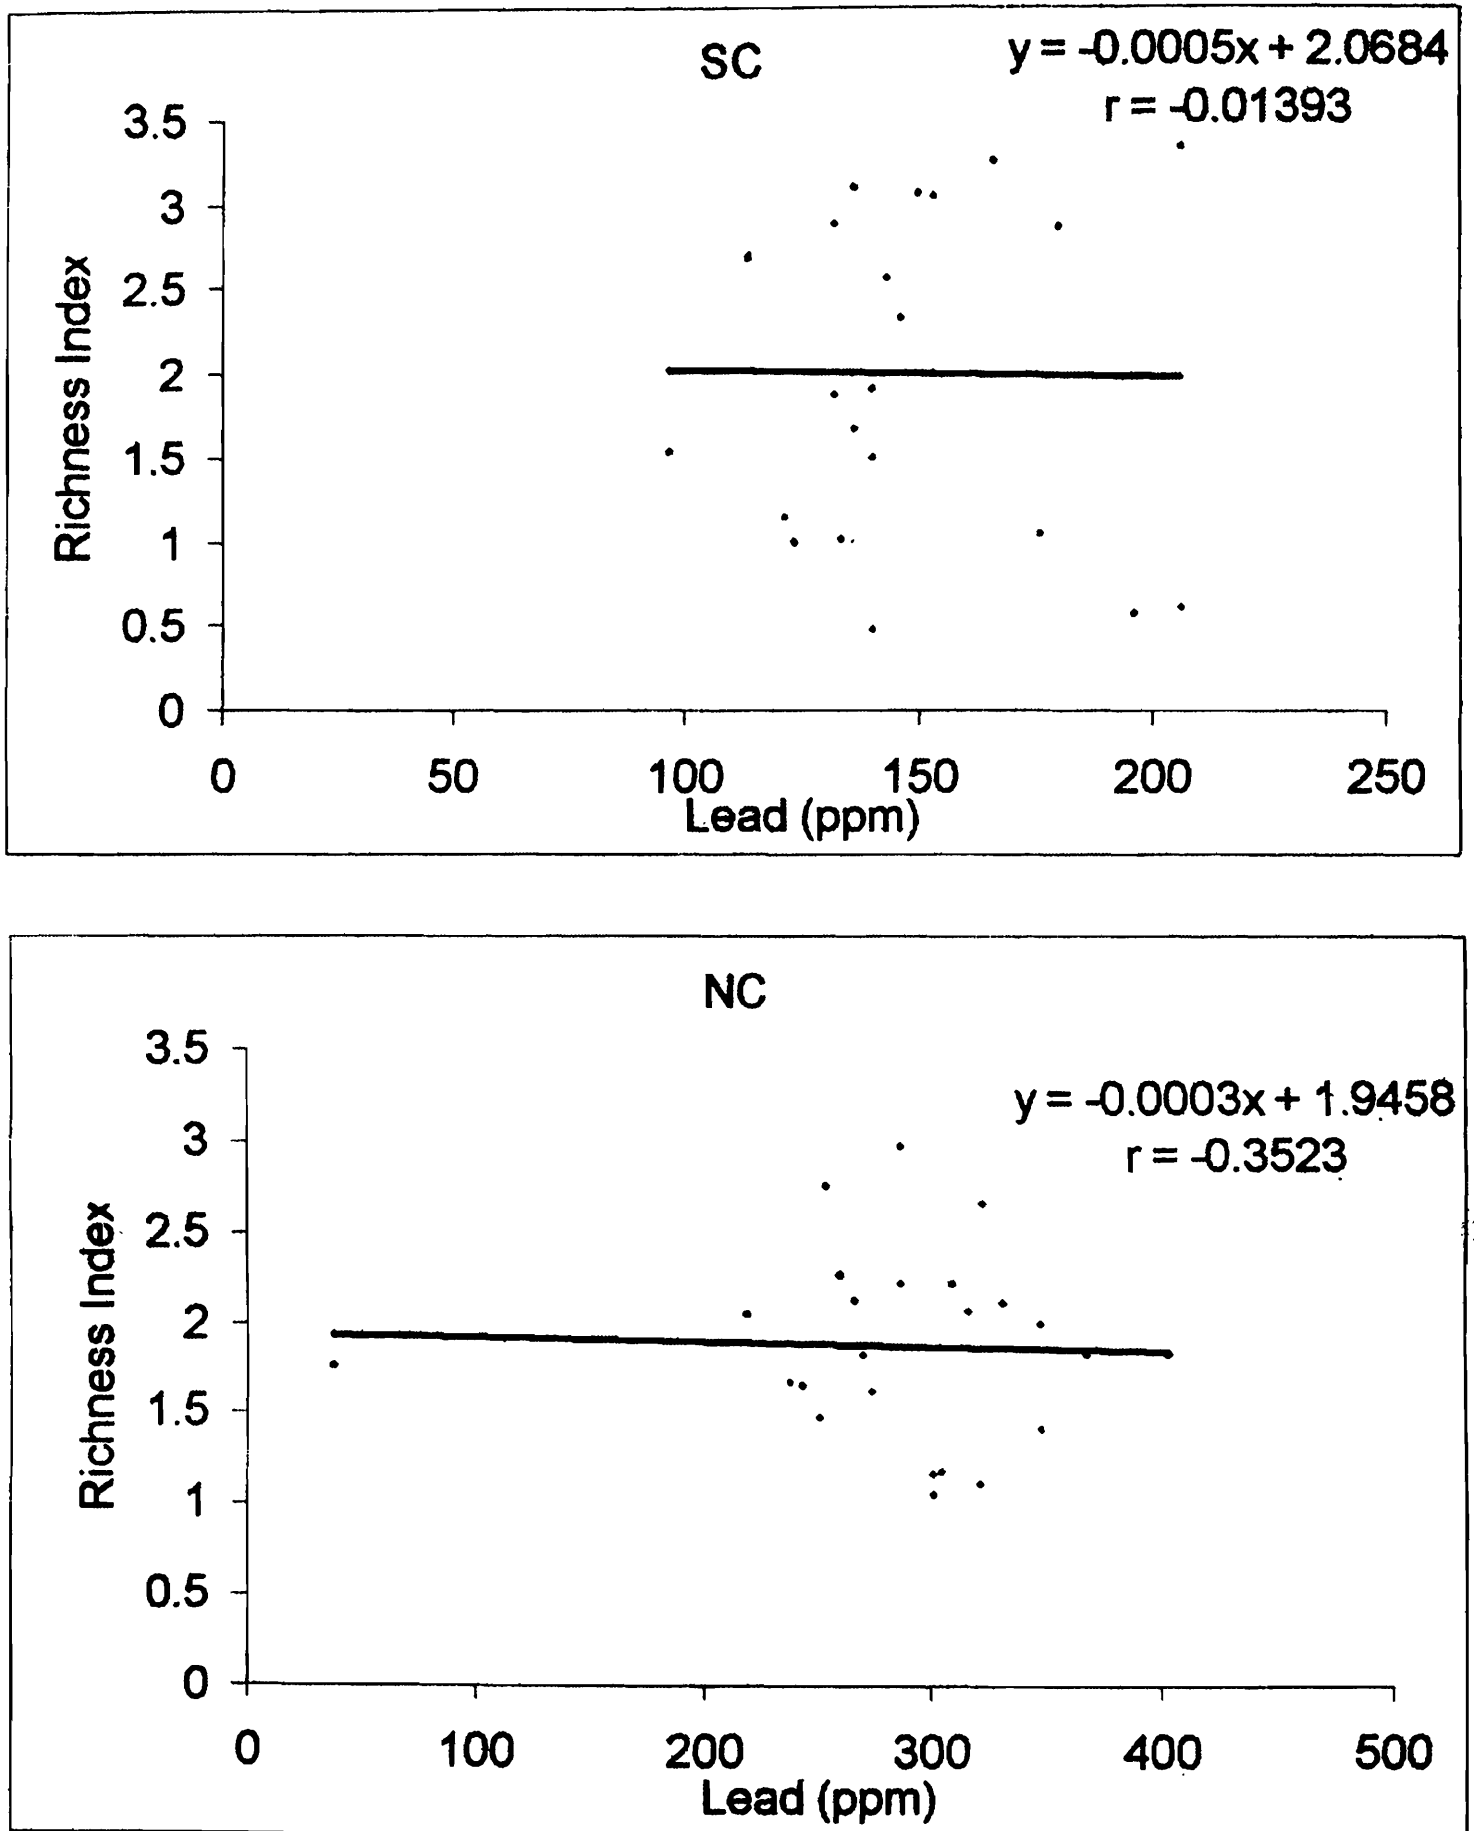 SC
y = -0.0005x + 2.0684
r = -0.01393
3.5
3
2.5
2
1.5
1
0.5
0
Richness Index
0 50 100 150 200 250
Lead (ppm)
NC
y = -0.0003x + 1.9458
r = -0.3523
3.5
3
2.5
2
1.5
1
0.5
0
Richness Index
0 100 200 300 400 500
Lead (ppm)